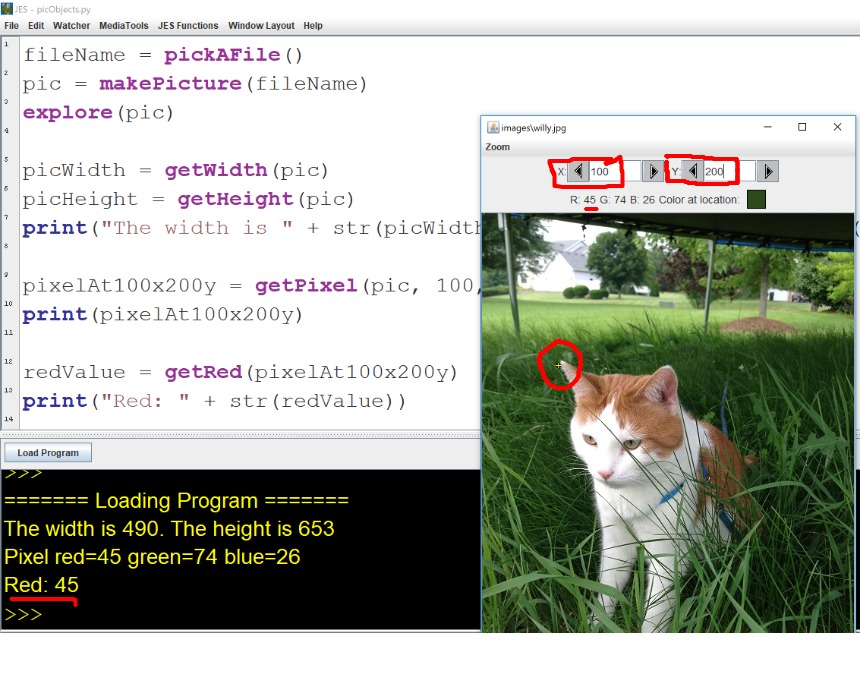 JES - picObjects.py
File Edit Watcher MediaTools JES Functions Window Layout Help
1 fileName = pickAFile()
2 pic = makePicture(fileName)
3 explore(pic)
4
5 picWidth = getWidth(pic)
6 picHeight = getHeight(pic)
7 print("The width is " + str(picWidth
8
9 pixelAt100x200y = getPixel(pic, 100,
10 print(pixelAt100x200y)
11
12 redValue = getRed(pixelAt100x200y)
13 print("Red: " + str(redValue))
14
images\willy.jpg
Zoom
X: 100 Y: 200
R: 45 G: 74 B: 26 Color at location:
Load Program
>>>
======= Loading Program =======
The width is 490. The height is 653
Pixel red=45 green=74 blue=26
Red: 45
>>>